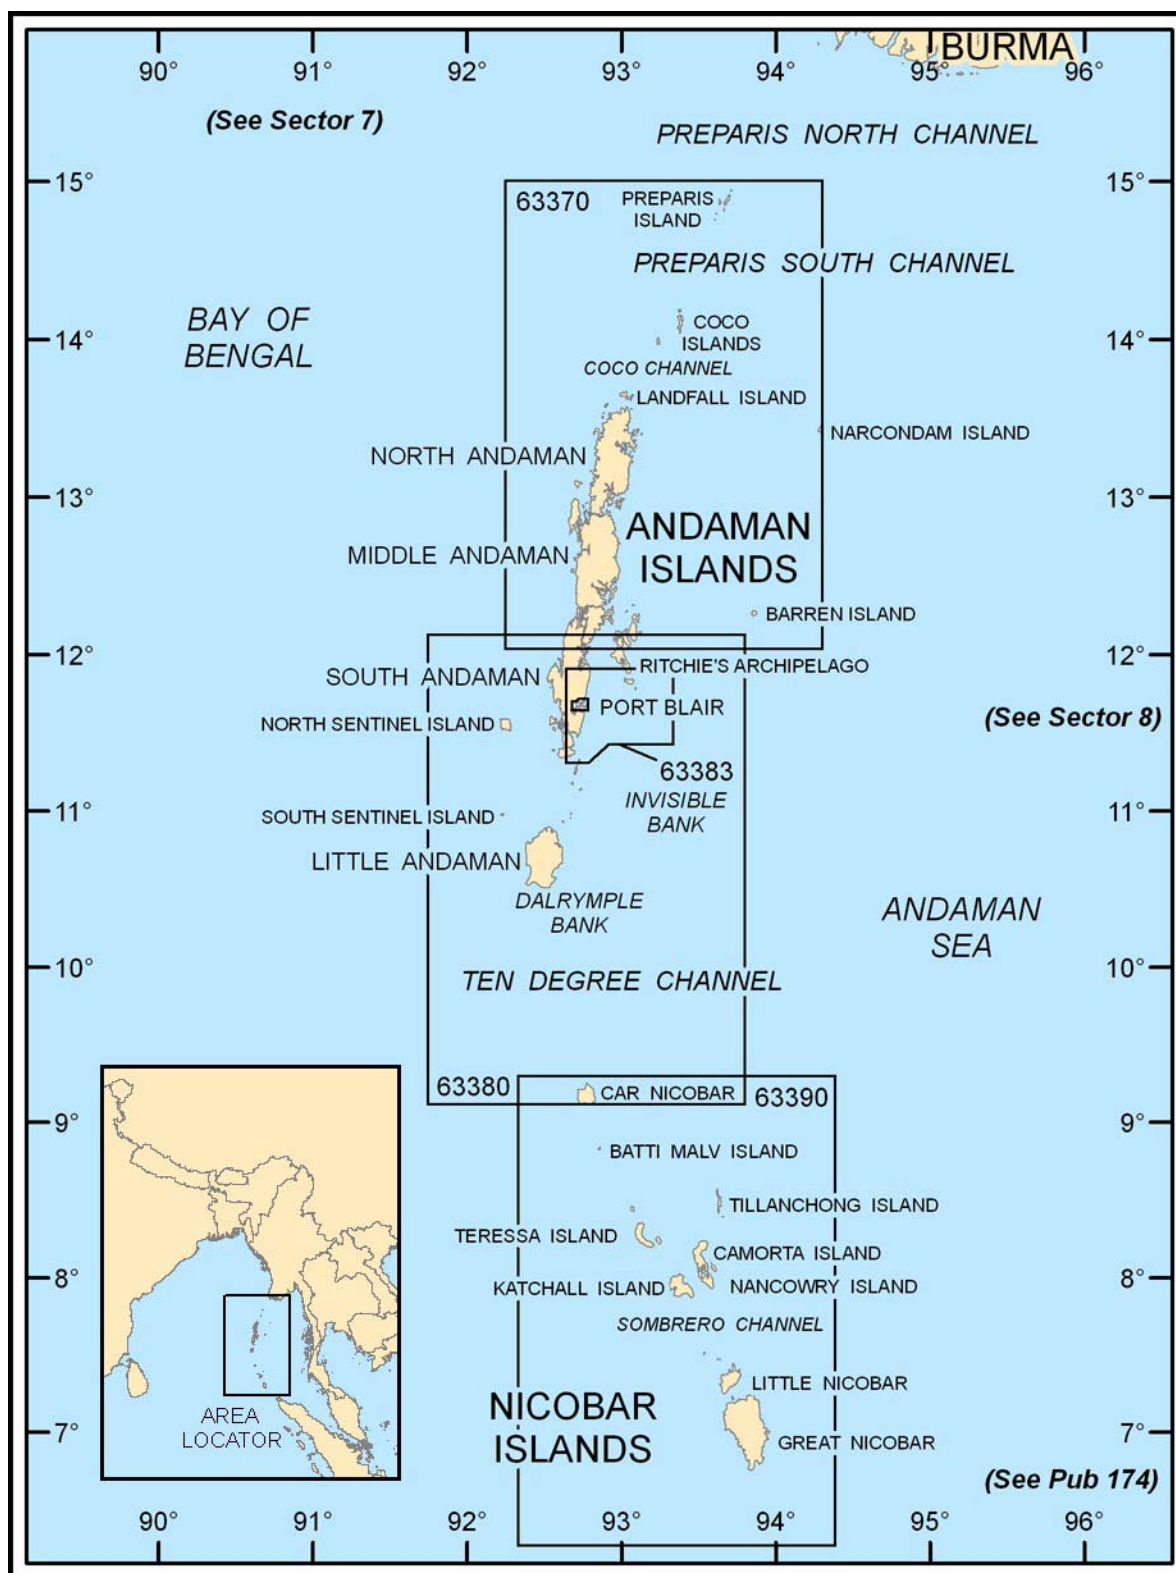 BURMA
90° 91° 92° 93° 94° 95° 96°
(See Sector 7)
PREPARIS NORTH CHANNEL
15° 15°
63370
PREPARIS
ISLAND
PREPARIS SOUTH CHANNEL
BAY OF
BENGAL
COCO
ISLANDS
14° 14°
COCO CHANNEL
LANDFALL ISLAND
NARCONDAM ISLAND
NORTH ANDAMAN
13° 13°
ANDAMAN
ISLANDS
MIDDLE ANDAMAN
BARREN ISLAND
12° 12°
RITCHIE'S ARCHIPELAGO
SOUTH ANDAMAN
PORT BLAIR
NORTH SENTINEL ISLAND
(See Sector 8)
63383
INVISIBLE
BANK
11° 11°
SOUTH SENTINEL ISLAND
LITTLE ANDAMAN
DALRYMPLE
BANK
ANDAMAN
SEA
10° 10°
TEN DEGREE CHANNEL
63380
CAR NICOBAR
63390
9° 9°
BATTI MALV ISLAND
TILLANCHONG ISLAND
TERESSA ISLAND
CAMORTA ISLAND
8° 8°
KATCHALL ISLAND
NANCOWRY ISLAND
SOMBRERO CHANNEL
LITTLE NICOBAR
NICOBAR
ISLANDS
AREA
LOCATOR
7° 7°
GREAT NICOBAR
(See Pub 174)
90° 91° 92° 93° 94° 95° 96°